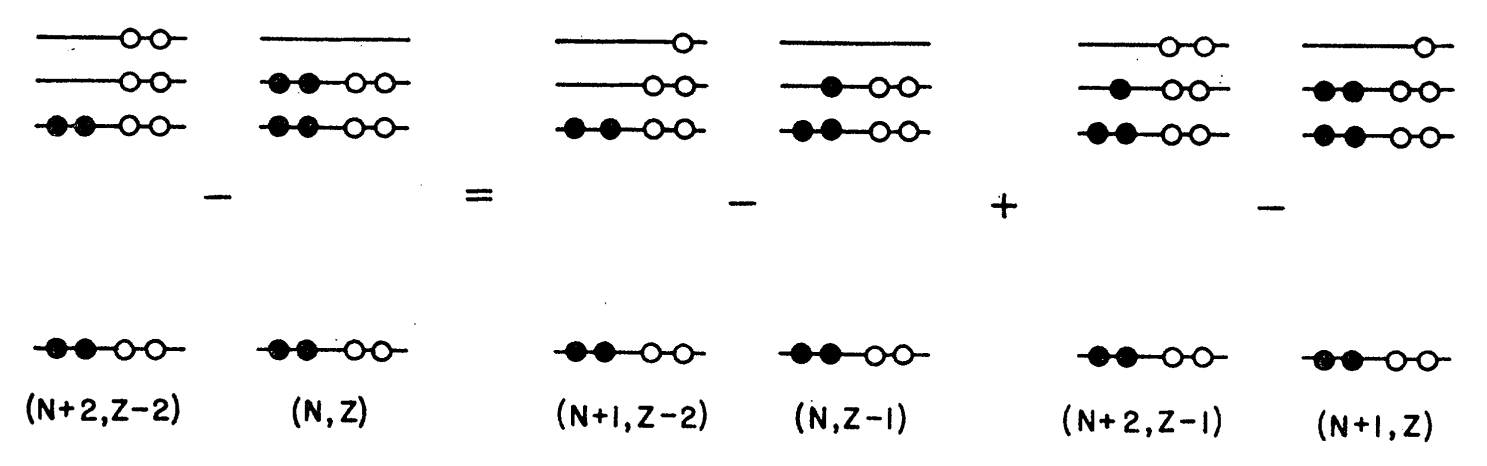 − = − + −
(N+2,Z−2) (N,Z) (N+1,Z−2) (N,Z−1) (N+2,Z−1) (N+1,Z)